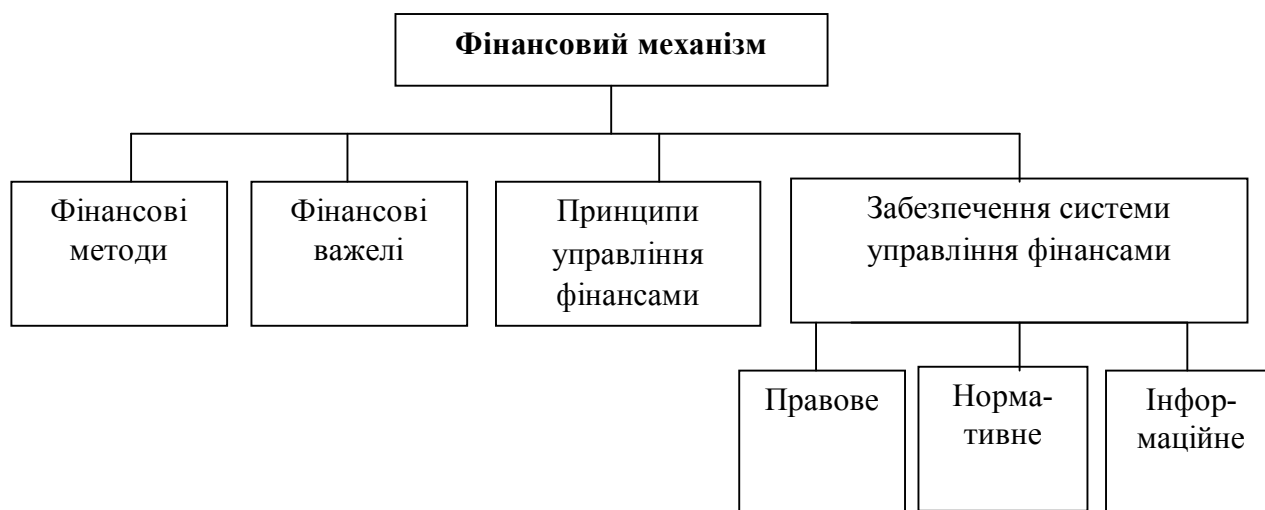 Фінансовий механізм
Фінансові
методи
Фінансові
важелі
Принципи
управління
фінансами
Забезпечення системи
управління фінансами
Правове
Норма-
тивне
Інфор-
маційне